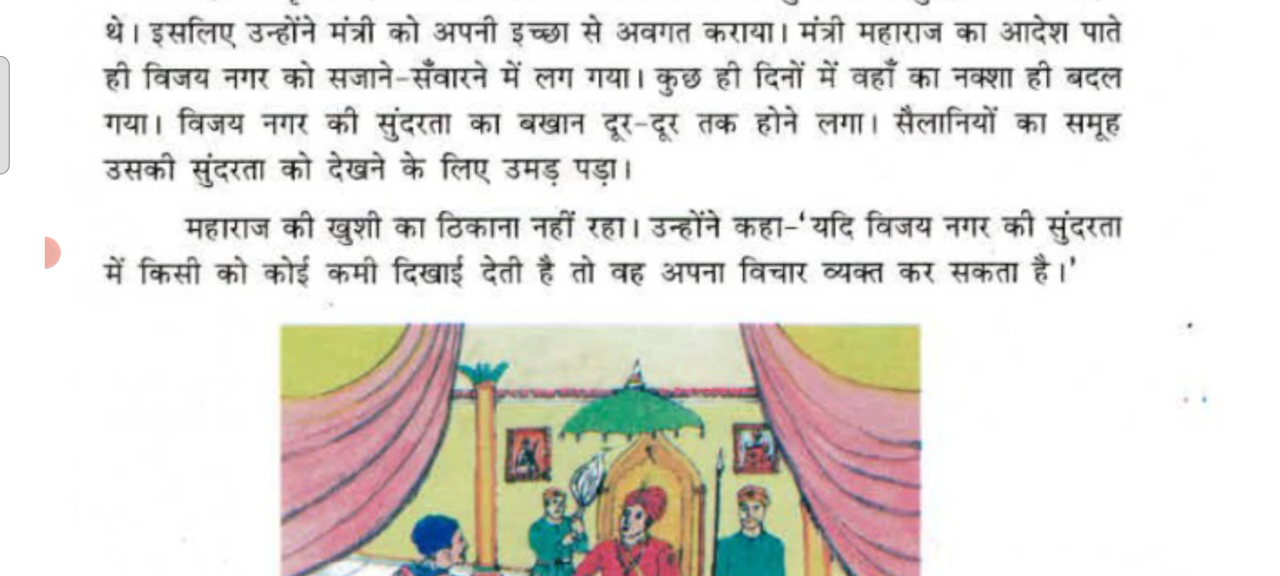 थे। इसलिए उन्होंने मंत्री को अपनी इच्छा से अवगत कराया। मंत्री महाराज का आदेश पाते
ही विजय नगर को सजाने-सँवारने में लग गया। कुछ ही दिनों में वहाँ का नक्शा ही बदल
गया। विजय नगर की सुंदरता का बखान दूर-दूर तक होने लगा। सैलानियों का समूह
उसकी सुंदरता को देखने के लिए उमड़ पड़ा।
महाराज की खुशी का ठिकाना नहीं रहा। उन्होंने कहा-‘यदि विजय नगर की सुंदरता
में किसी को कोई कमी दिखाई देती है तो वह अपना विचार व्यक्त कर सकता है।’